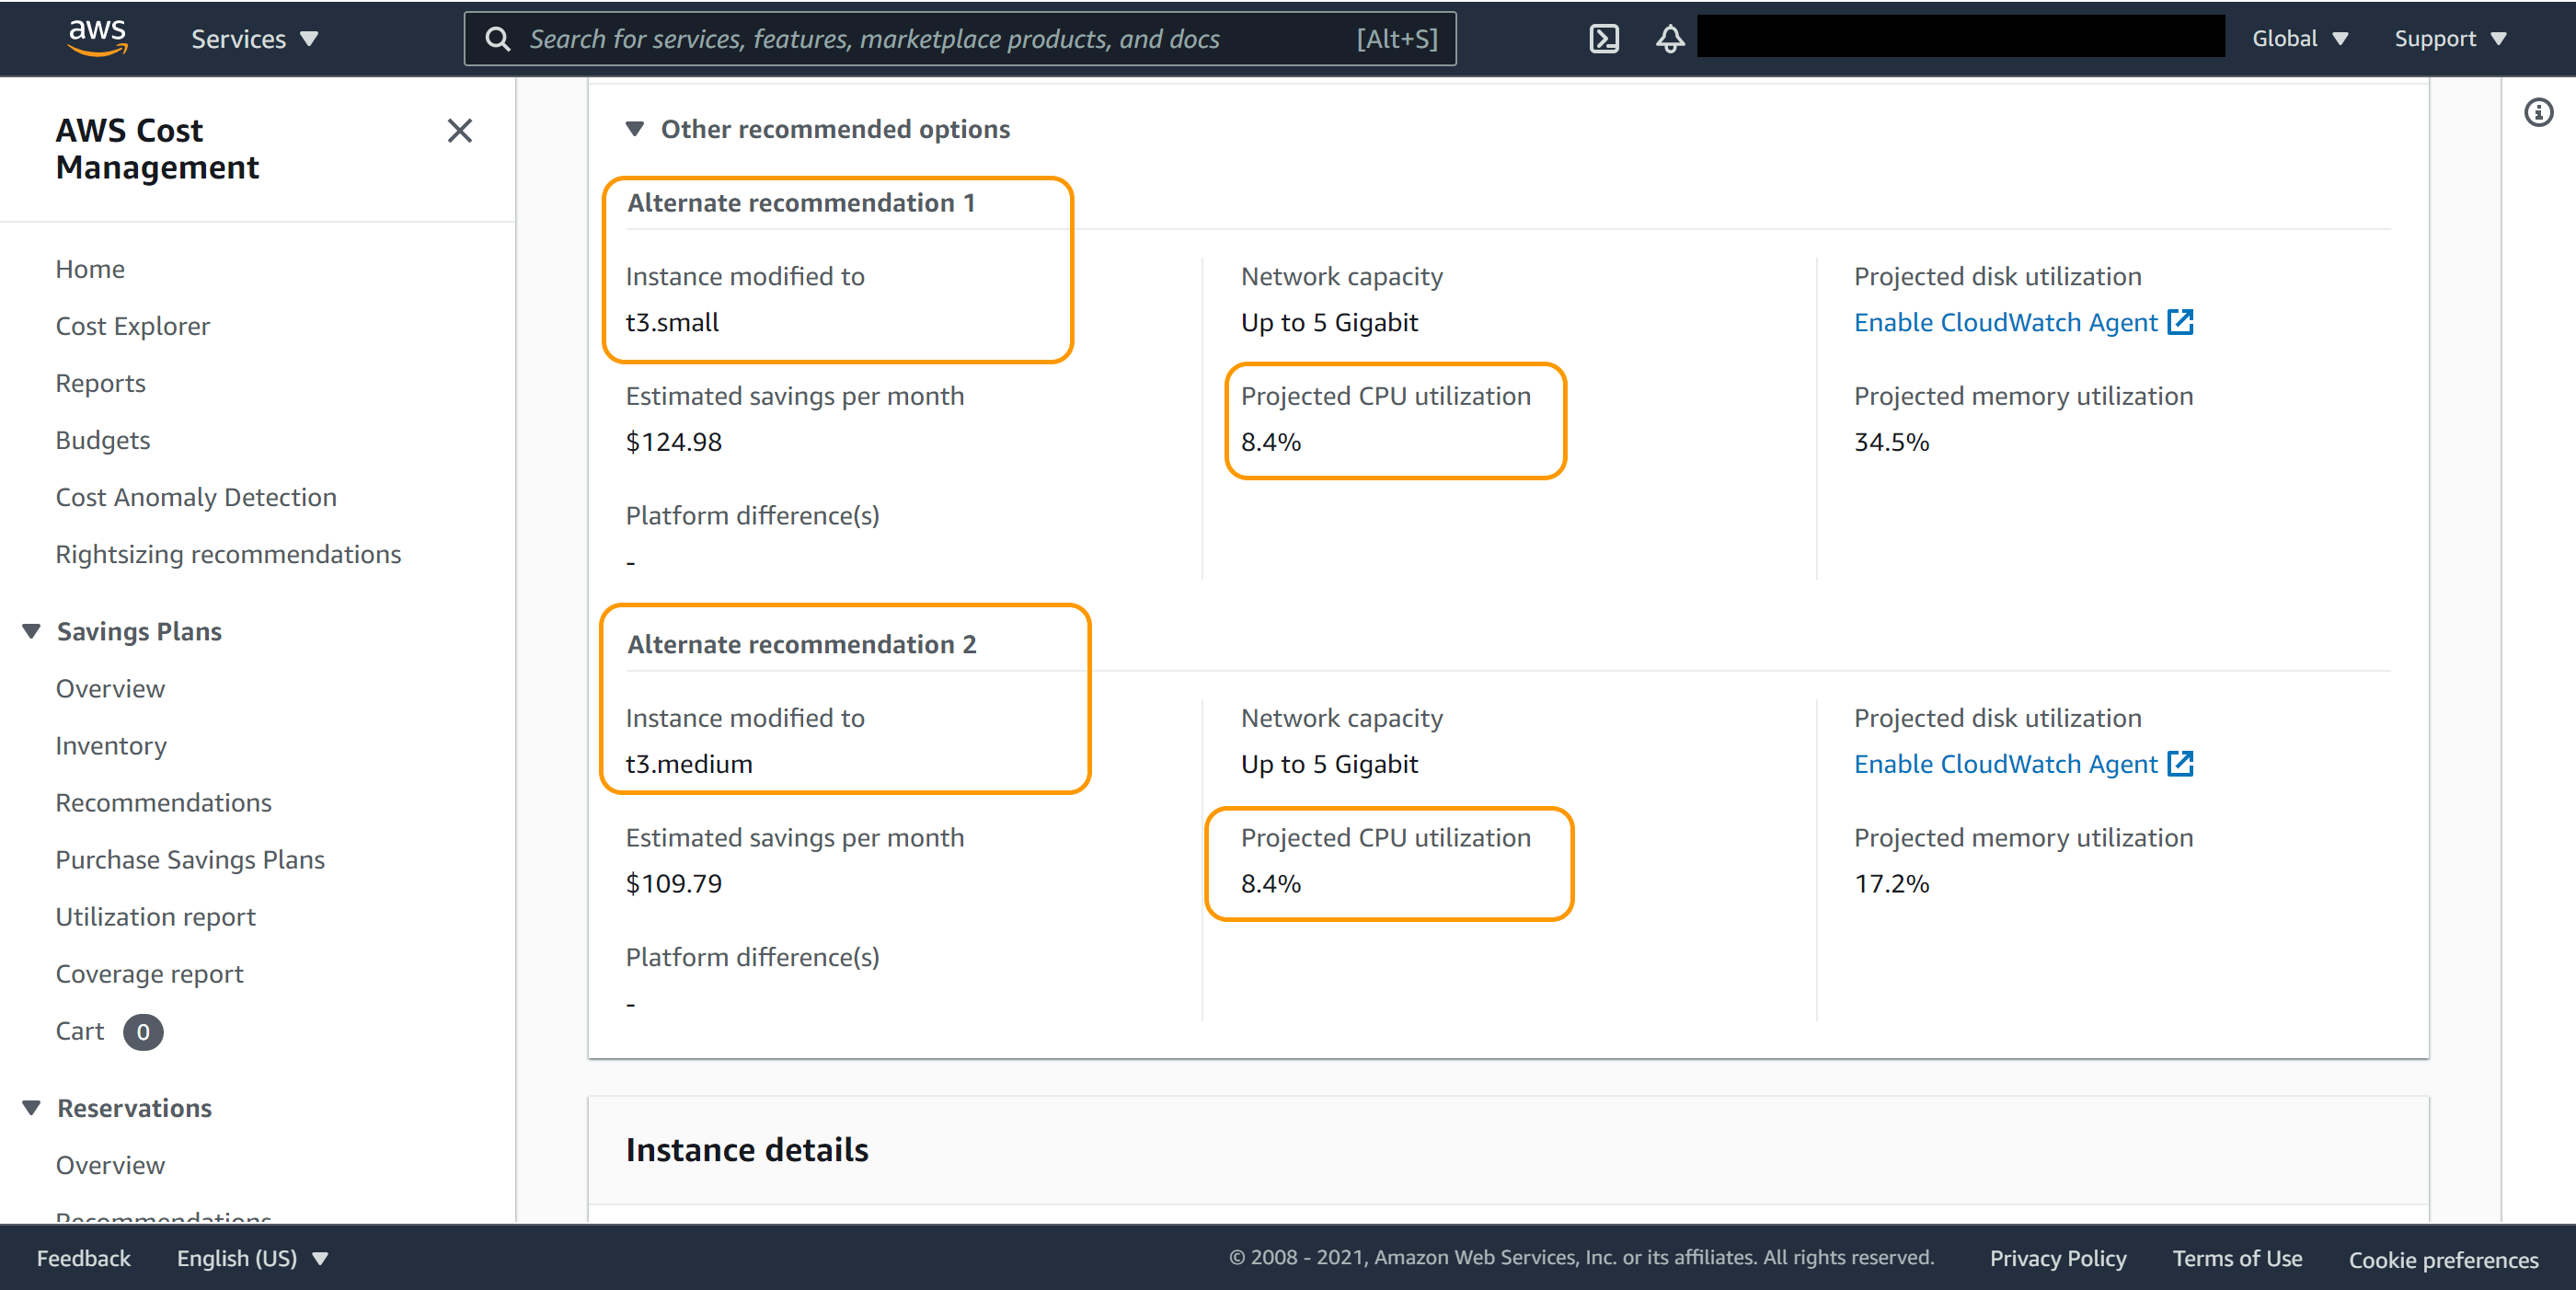 aws
Services
Search for services, features, marketplace products, and docs [Alt+S]
Global
Support
AWS Cost
Management
Home
Cost Explorer
Reports
Budgets
Cost Anomaly Detection
Rightsizing recommendations
Savings Plans
Overview
Inventory
Recommendations
Purchase Savings Plans
Utilization report
Coverage report
Cart 0
Reservations
Overview
Recommendations
Other recommended options
Alternate recommendation 1
Instance modified to
t3.small
Network capacity
Up to 5 Gigabit
Projected disk utilization
Enable CloudWatch Agent
Estimated savings per month
$124.98
Projected CPU utilization
8.4%
Projected memory utilization
34.5%
Platform difference(s)
-
Alternate recommendation 2
Instance modified to
t3.medium
Network capacity
Up to 5 Gigabit
Projected disk utilization
Enable CloudWatch Agent
Estimated savings per month
$109.79
Projected CPU utilization
8.4%
Projected memory utilization
17.2%
Platform difference(s)
-
Instance details
Feedback
English (US)
© 2008 - 2021, Amazon Web Services, Inc. or its affiliates. All rights reserved.
Privacy Policy
Terms of Use
Cookie preferences